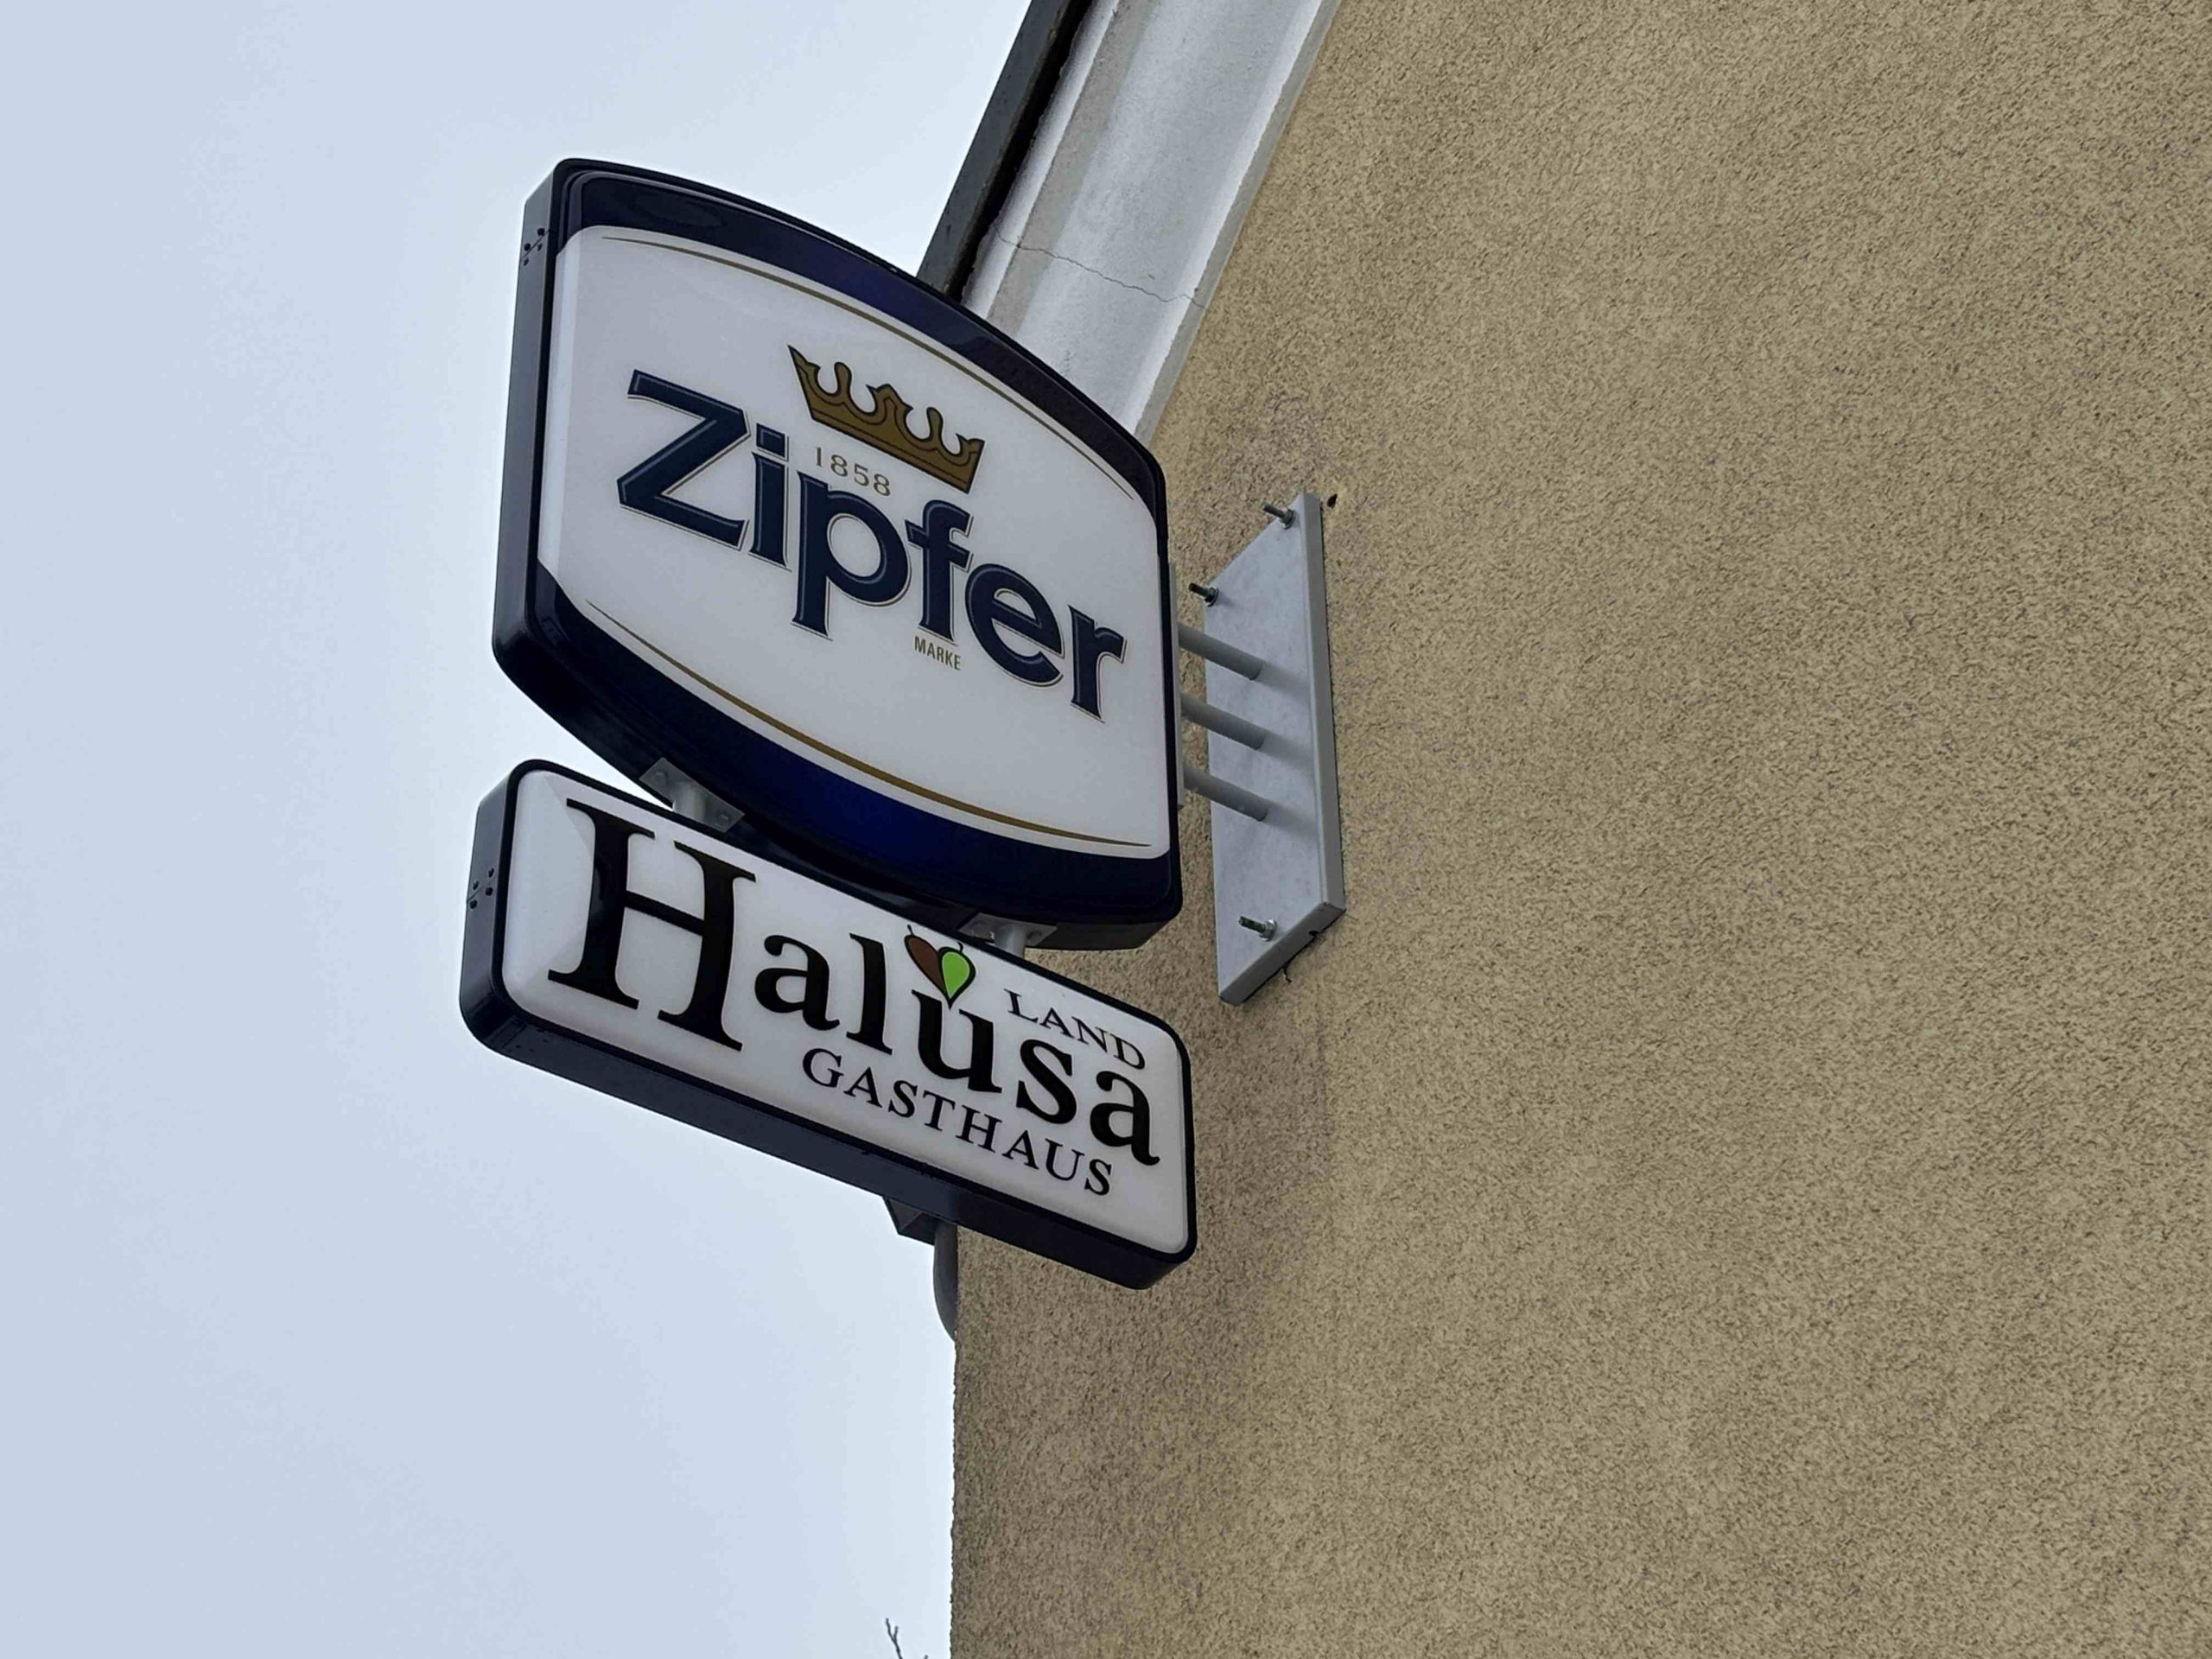 1858
Zipfer
MARKE
LAND
Halusa
GASTHAUS